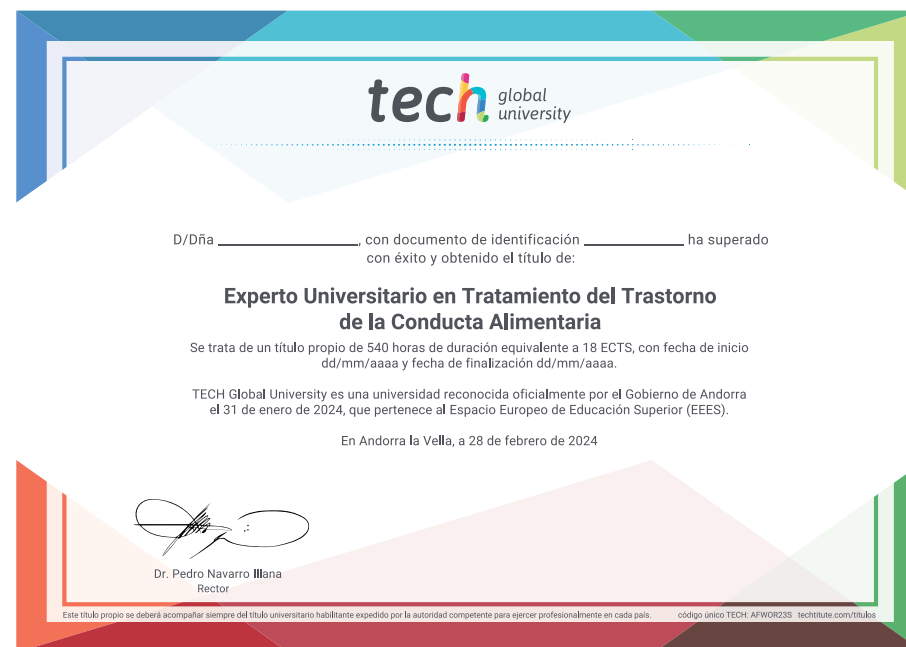 tech global university
D/Dña ____________________, con documento de identificación ______________ ha superado
con éxito y obtenido el título de:
Experto Universitario en Tratamiento del Trastorno
de la Conducta Alimentaria
Se trata de un título propio de 540 horas de duración equivalente a 18 ECTS, con fecha de inicio
dd/mm/aaaa y fecha de finalización dd/mm/aaaa.
TECH Global University es una universidad reconocida oficialmente por el Gobierno de Andorra
el 31 de enero de 2024, que pertenece al Espacio Europeo de Educación Superior (EEES).
En Andorra la Vella, a 28 de febrero de 2024
Dr. Pedro Navarro Illana
Rector
Este título propio se deberá acompañar siempre del título universitario habilitante expedido por la autoridad competente para ejercer profesionalmente en cada país. código único TECH: AFWOR23S techtitute.com/titulos